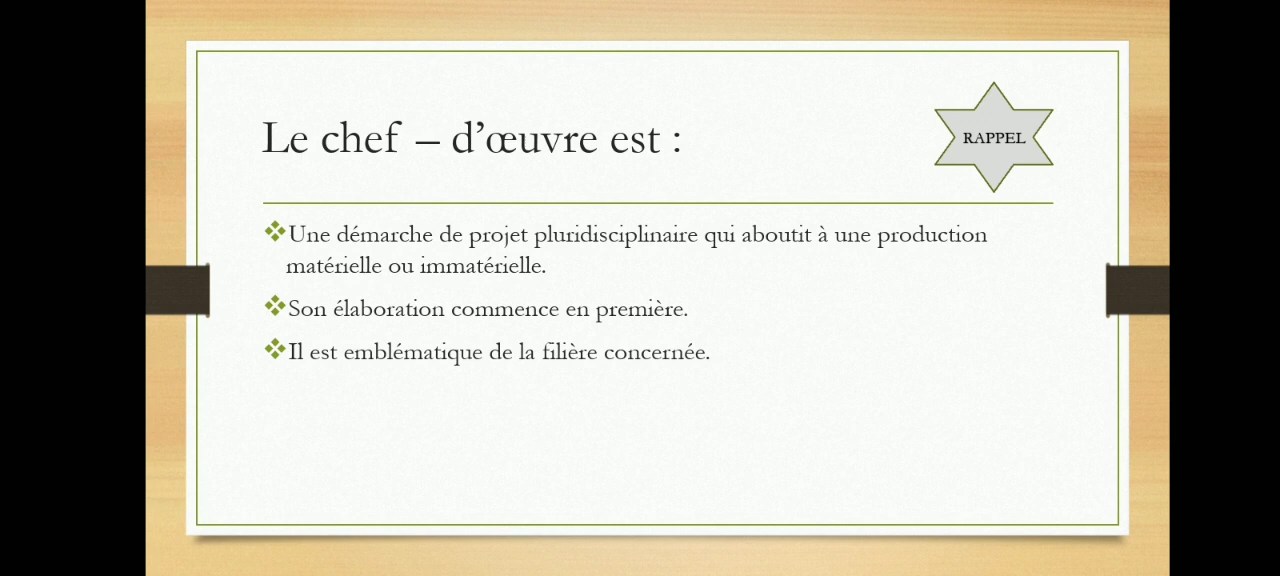 Le chef – d’œuvre est :
RAPPEL
❖Une démarche de projet pluridisciplinaire qui aboutit à une production
matérielle ou immatérielle.
❖Son élaboration commence en première.
❖Il est emblématique de la filière concernée.